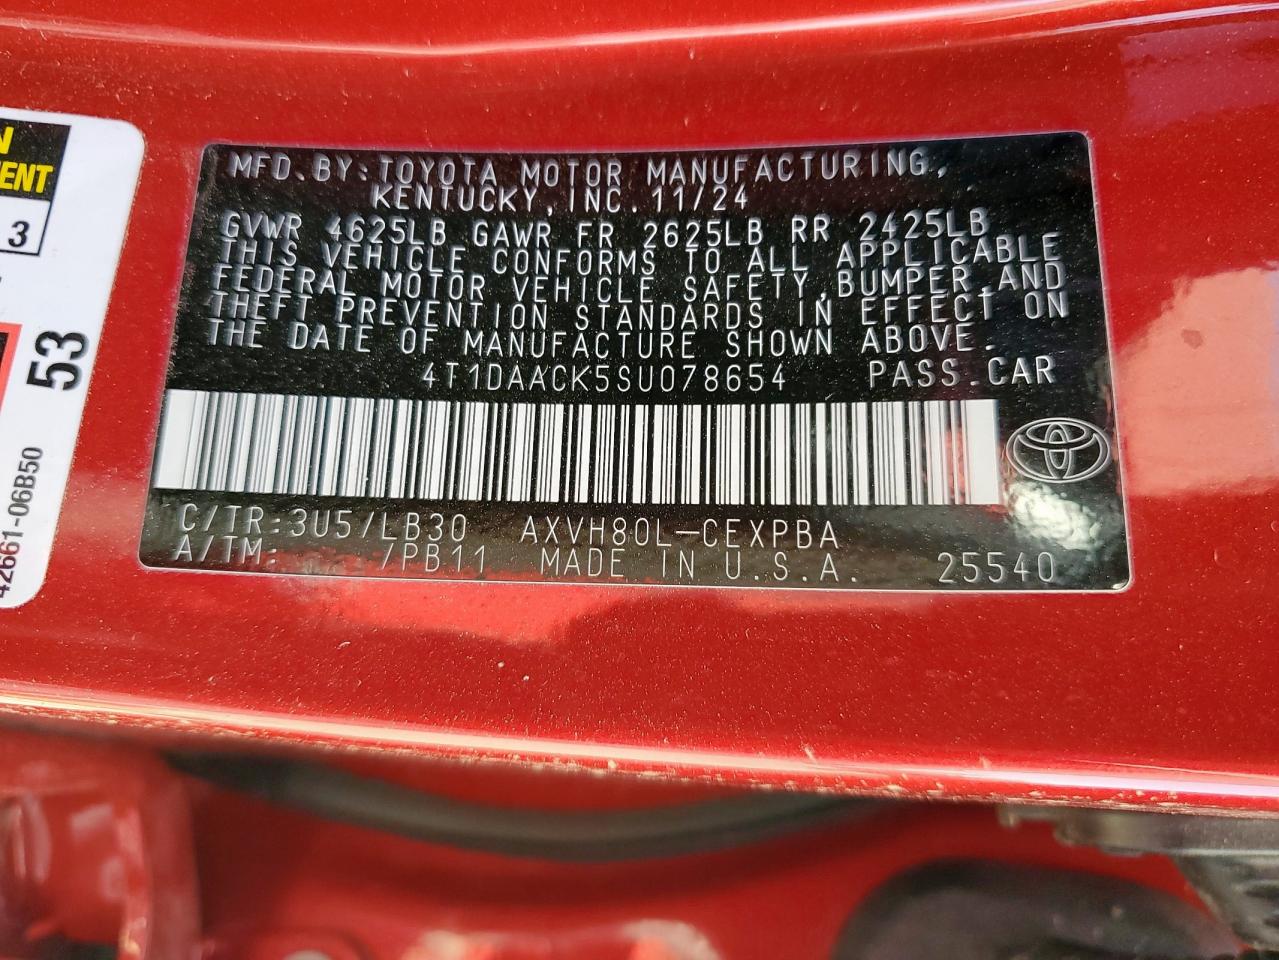 MFD. BY: TOYOTA MOTOR MANUFACTURING,
KENTUCKY, INC. 11/24
GVWR 4625LB GAWR FR 2625LB RR 2425LB
THIS VEHICLE CONFORMS TO ALL APPLICABLE
FEDERAL MOTOR VEHICLE SAFETY, BUMPER, AND
THEFT PREVENTION STANDARDS IN EFFECT ON
THE DATE OF MANUFACTURE SHOWN ABOVE.
4T1DAACK5SU078654 PASS. CAR
C/TR: 3U5/LB30 AXVH80L-CEXPBA
A/TM: /PB11 MADE IN U.S.A. 25540
3
53
42661-06B50